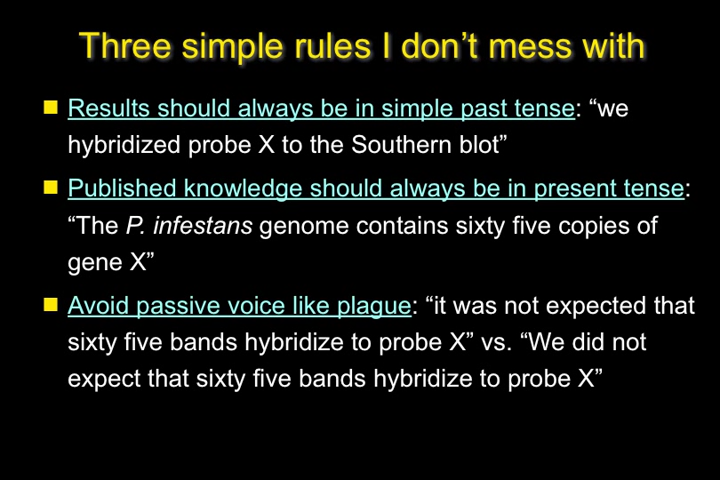 Three simple rules I don’t mess with
Results should always be in simple past tense: “we
hybridized probe X to the Southern blot”
Published knowledge should always be in present tense:
“The P. infestans genome contains sixty five copies of
gene X”
Avoid passive voice like plague: “it was not expected that
sixty five bands hybridize to probe X” vs. “We did not
expect that sixty five bands hybridize to probe X”